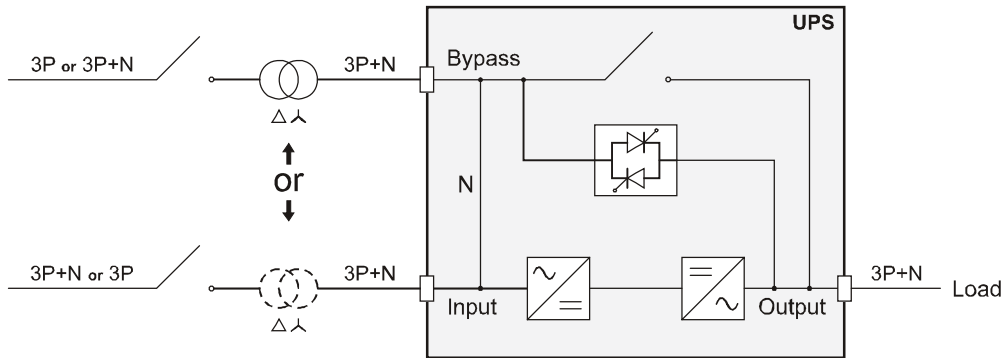 UPS
3P or 3P+N
3P+N
Bypass
or
N
3P+N or 3P
3P+N
Input
Output
3P+N
Load